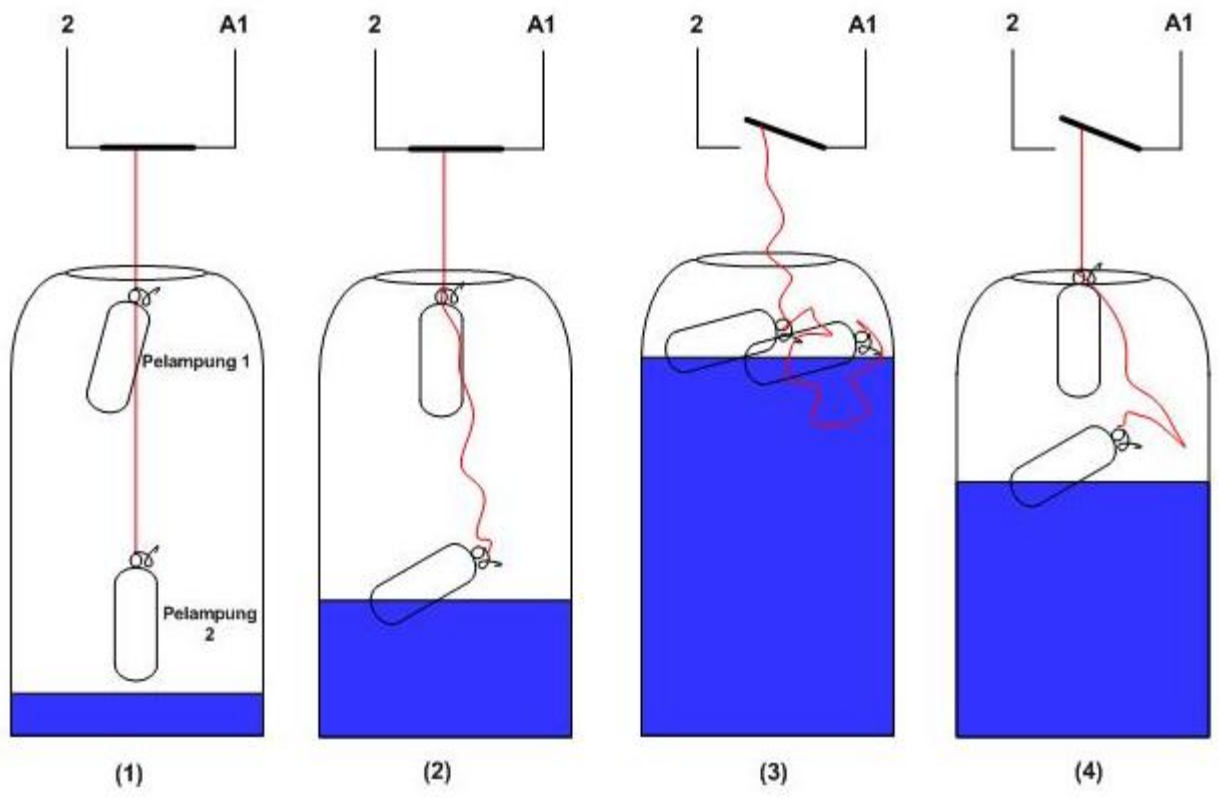 2 A1 2 A1 2 A1 2 A1
Pelampung 1
Pelampung
2
(1) (2) (3) (4)